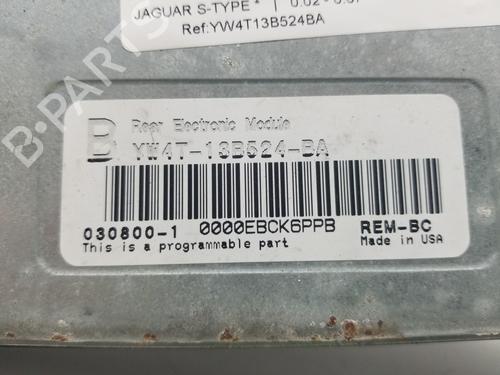 JAGUAR S-TYPE * |
Ref:YW4T13B524BA
B Rear Electronic Module
YW4T-13B524-BA
030800-1 0000EBCK6PPB REM-BC
This is a programmable part Made in USA
B-PARTS